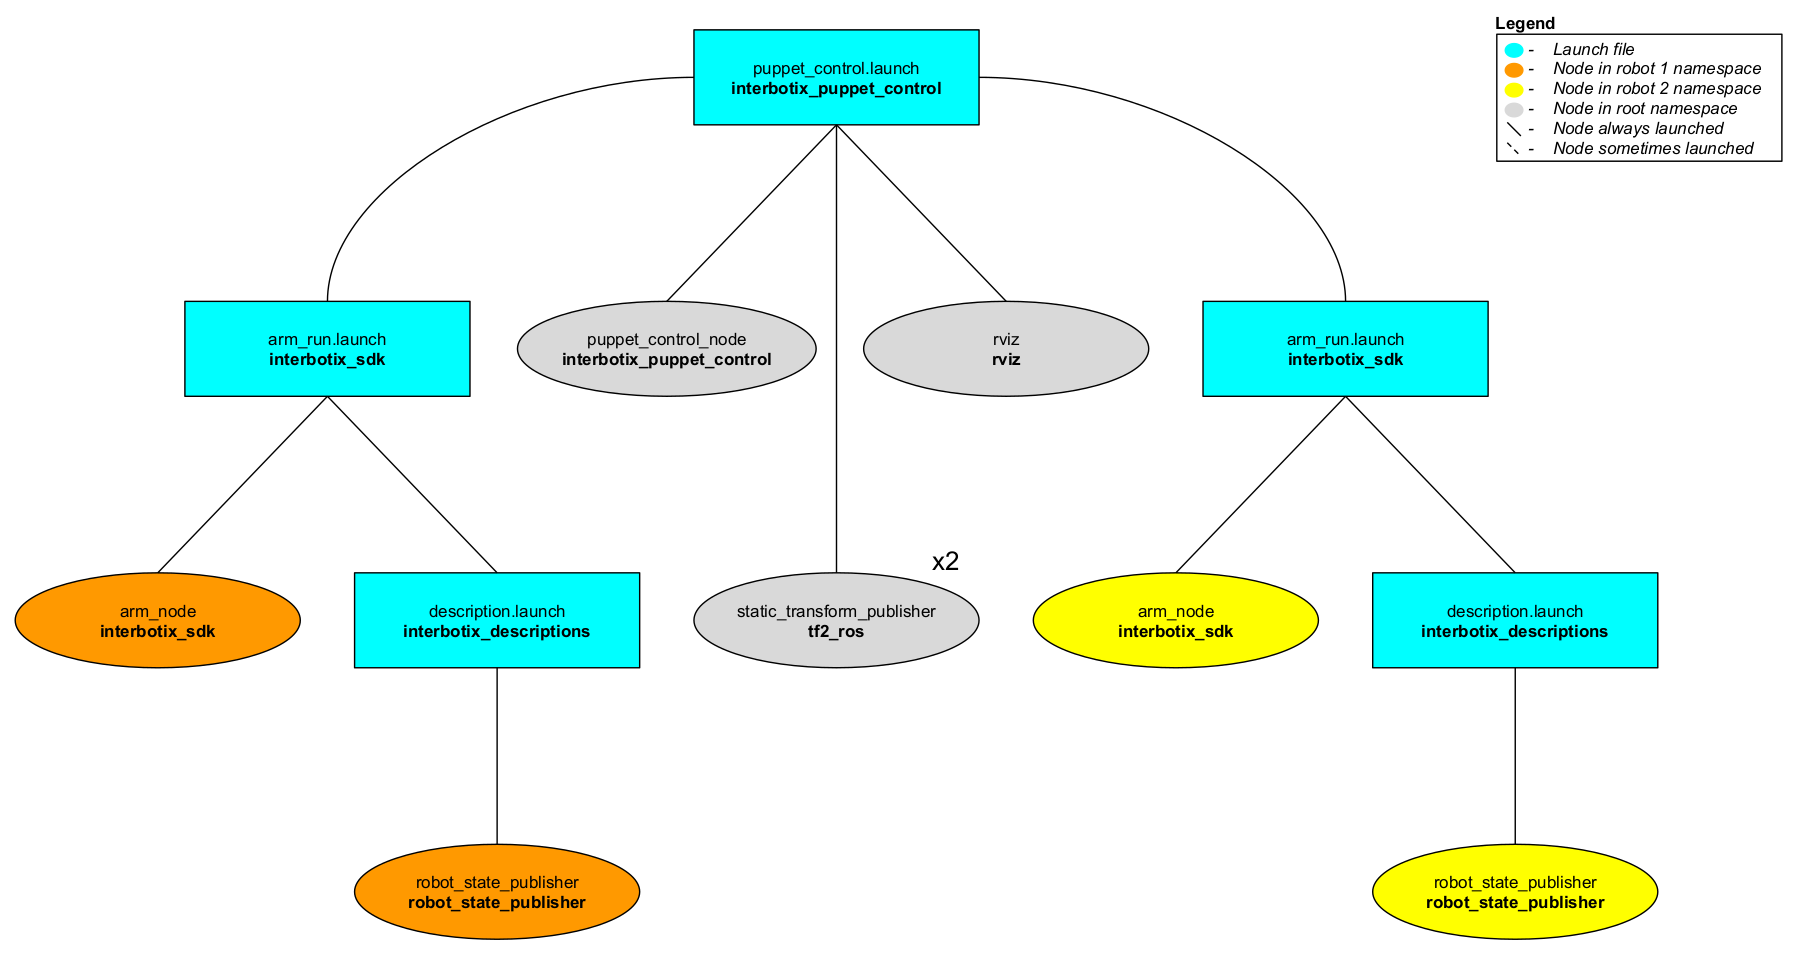 Legend
- Launch file
- Node in robot 1 namespace
- Node in robot 2 namespace
- Node in root namespace
- Node always launched
- Node sometimes launched
puppet_control.launch
interbotix_puppet_control
arm_run.launch
interbotix_sdk
puppet_control_node
interbotix_puppet_control
rviz
rviz
arm_run.launch
interbotix_sdk
x2
arm_node
interbotix_sdk
description.launch
interbotix_descriptions
static_transform_publisher
tf2_ros
arm_node
interbotix_sdk
description.launch
interbotix_descriptions
robot_state_publisher
robot_state_publisher
robot_state_publisher
robot_state_publisher